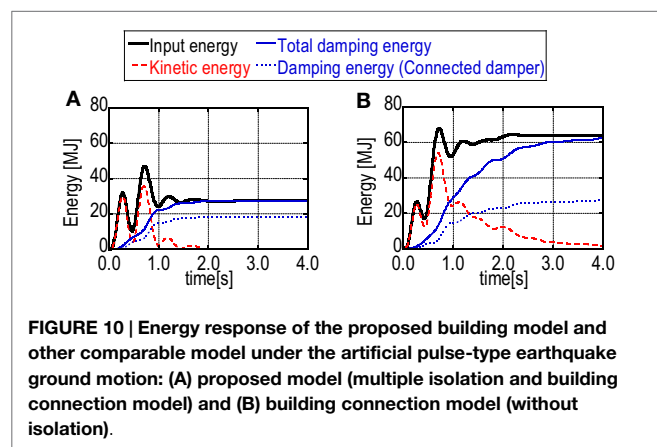 Input energy
Total damping energy
Kinetic energy
Damping energy (Connected damper)
A
80
60
40
20
0
Energy [MJ]
0.0 1.0 2.0 3.0 4.0
time[s]
B
80
60
40
20
0
Energy [MJ]
0.0 1.0 2.0 3.0 4.0
time[s]
FIGURE 10 | Energy response of the proposed building model and
other comparable model under the artificial pulse-type earthquake
ground motion: (A) proposed model (multiple isolation and building
connection model) and (B) building connection model (without
isolation).